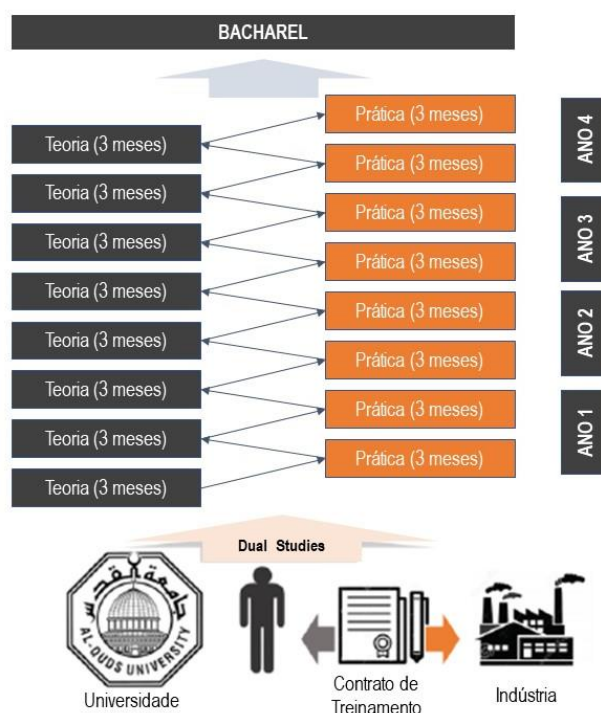 BACHAREL
Prática (3 meses)
Teoria (3 meses)
Prática (3 meses)
Teoria (3 meses)
Prática (3 meses)
Teoria (3 meses)
Prática (3 meses)
Teoria (3 meses)
Prática (3 meses)
Teoria (3 meses)
Prática (3 meses)
Teoria (3 meses)
Prática (3 meses)
Teoria (3 meses)
Prática (3 meses)
Teoria (3 meses)
ANO 4
ANO 3
ANO 2
ANO 1
Dual Studies
جامعة القدس
AL-QUDS UNIVERSITY
Universidade
Contrato de
Treinamento
Indústria